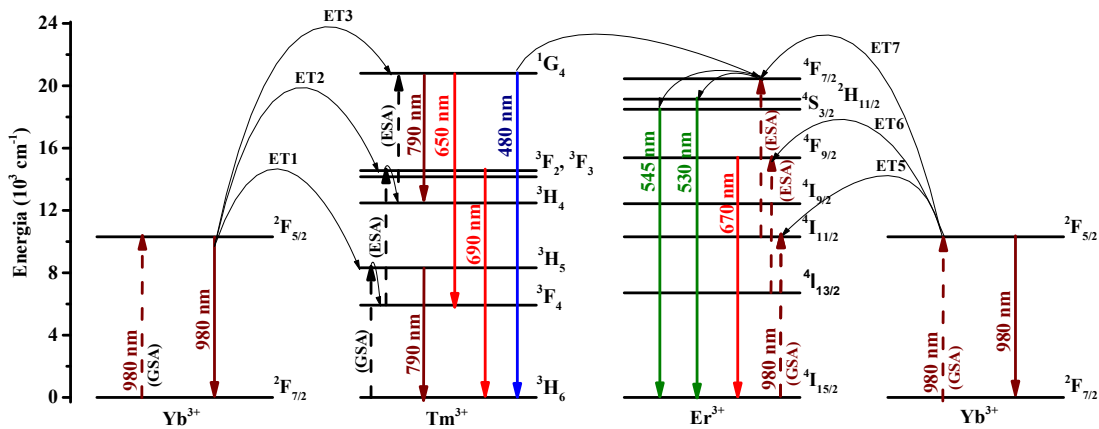 Energia (10³ cm⁻¹)
24
20
16
12
8
4
0
ET3
ET2
ET1
²F₅/₂
980 nm
(GSA)
980 nm
²F₇/₂
Yb³⁺
¹G₄
(ESA)
790 nm
650 nm
480 nm
³F₂, ³F₃
³H₄
(ESA)
690 nm
³H₅
³F₄
(GSA)
790 nm
³H₆
Tm³⁺
ET7
⁴F₇/₂
²H₁₁/₂
⁴S₃/₂
(ESA)
ET6
⁴F₉/₂
545 nm
530 nm
670 nm
(ESA)
ET5
⁴I₉/₂
⁴I₁₁/₂
⁴I₁₃/₂
980 nm
(GSA)
⁴I₁₅/₂
Er³⁺
²F₅/₂
980 nm
(GSA)
980 nm
²F₇/₂
Yb³⁺